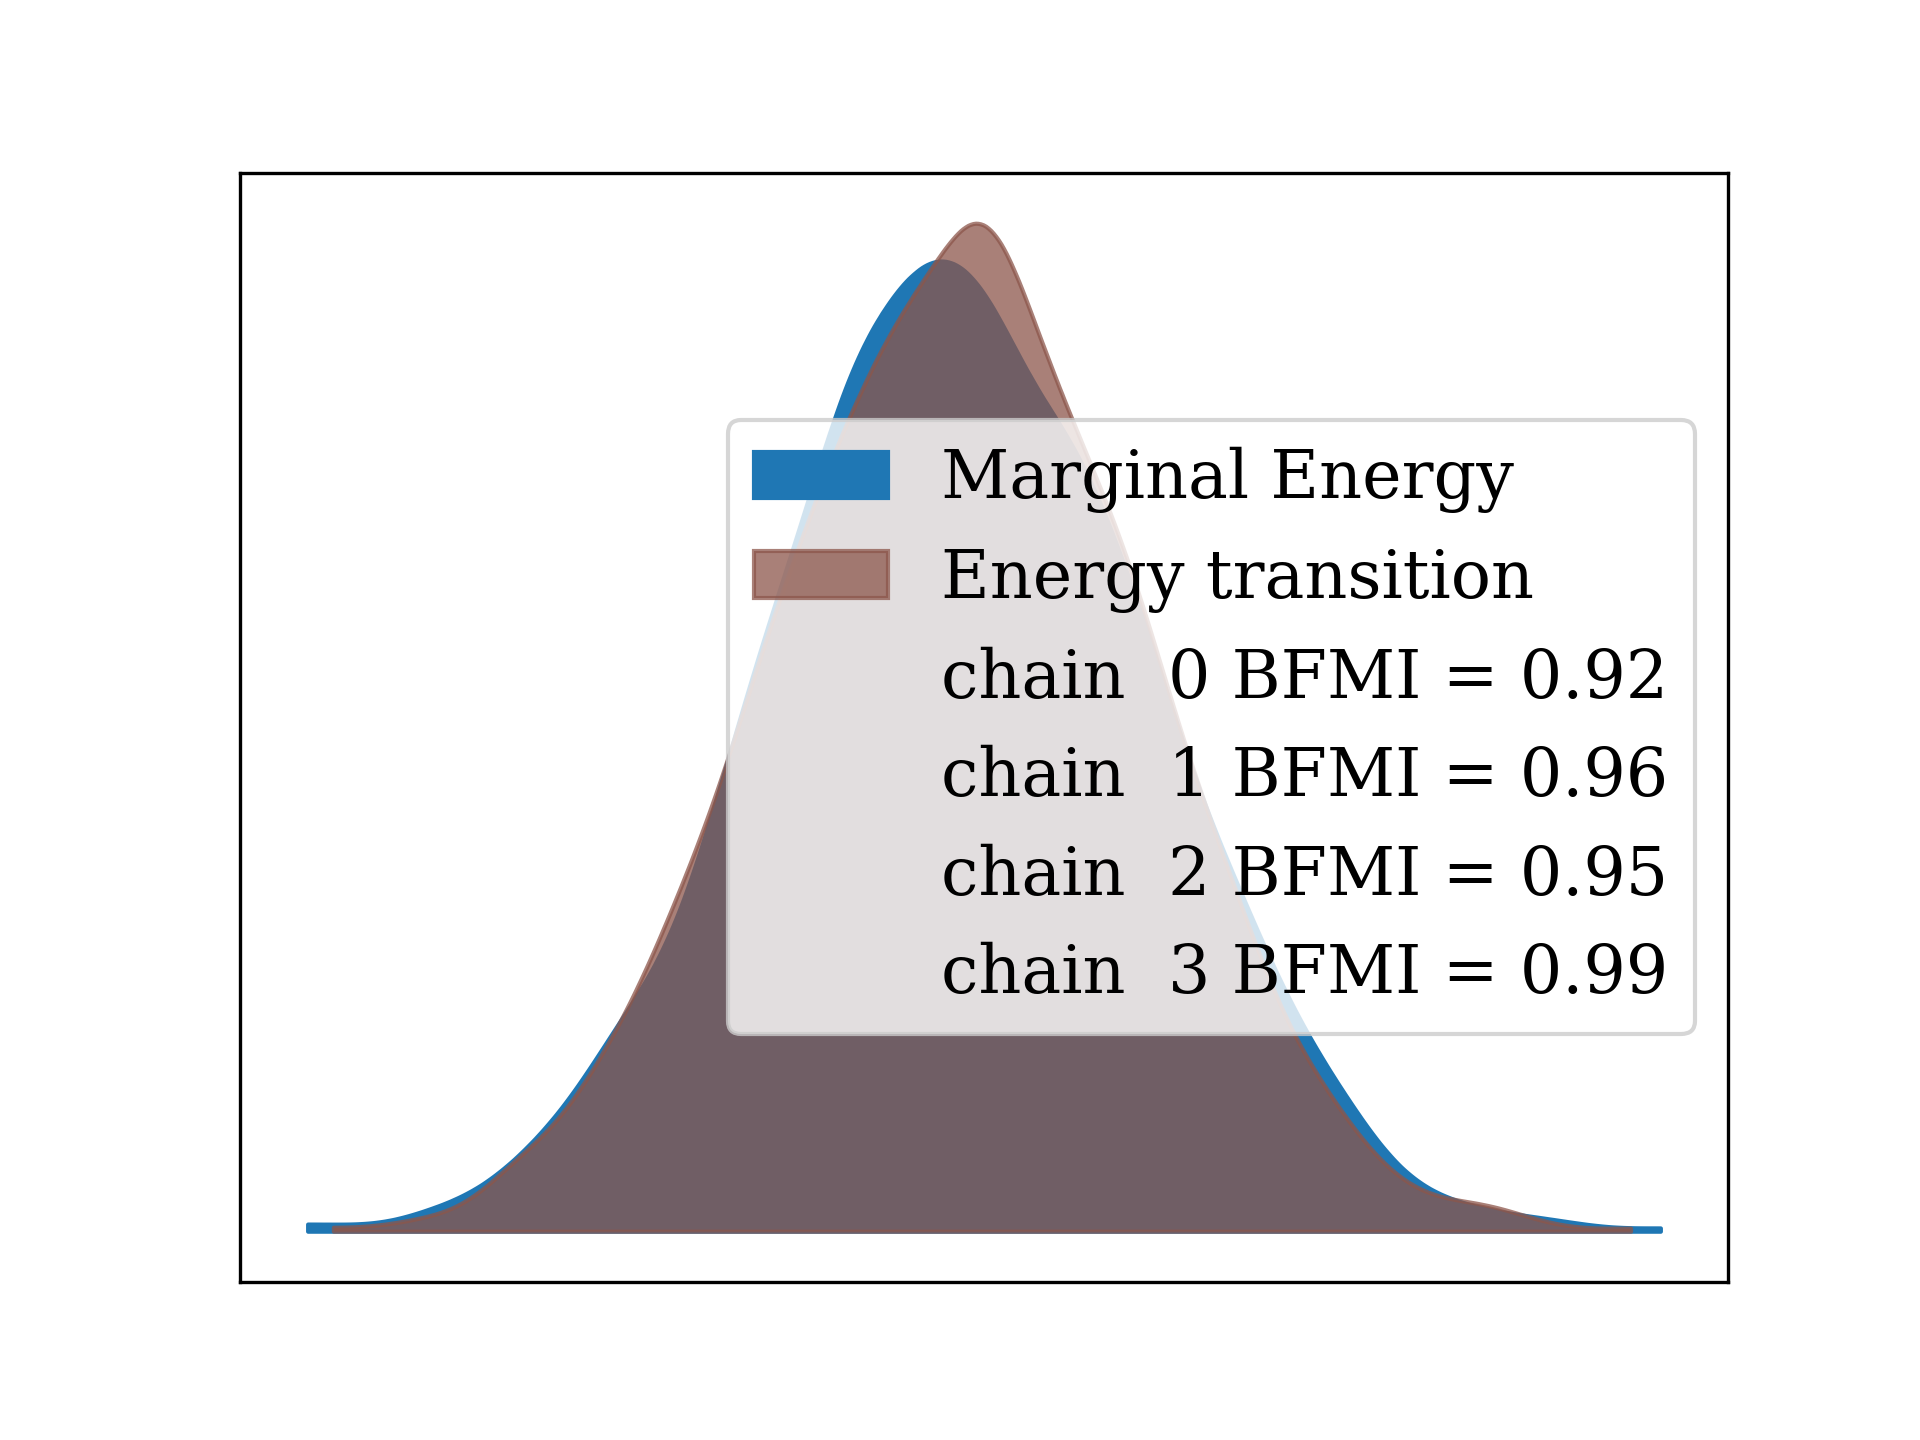 Marginal Energy
Energy transition
chain  0 BFMI = 0.92
chain  1 BFMI = 0.96
chain  2 BFMI = 0.95
chain  3 BFMI = 0.99